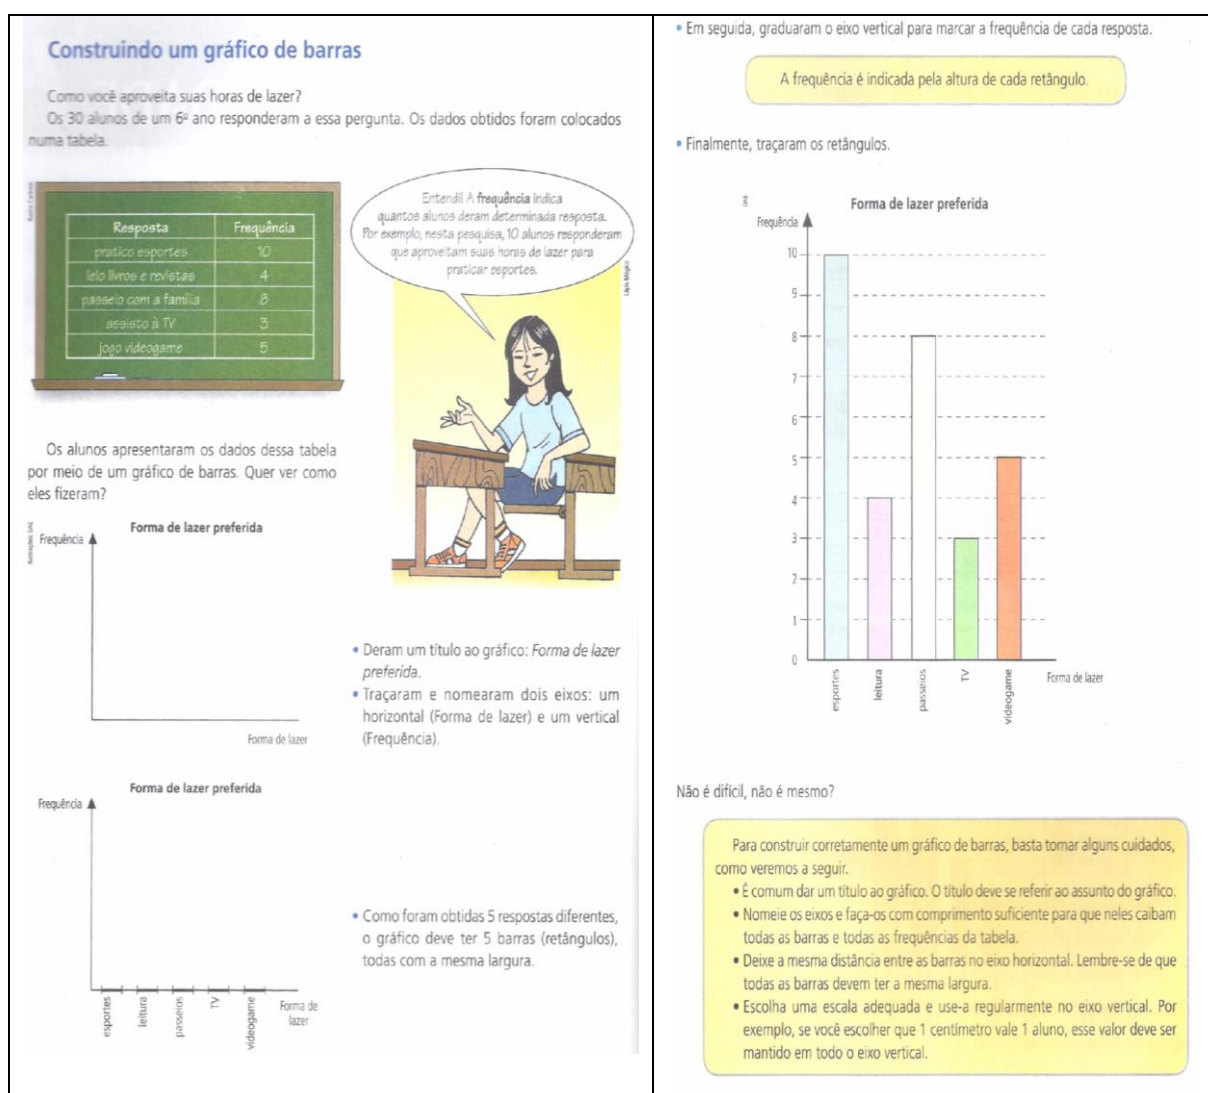 Construindo um gráfico de barras
Como você aproveita suas horas de lazer?
Os 30 alunos de um 6º ano responderam a essa pergunta. Os dados obtidos foram colocados
numa tabela.
Resposta Frequência
pratico esportes 10
leio livros e revistas 4
passeio com a família 8
assisto à TV 3
jogo videogame 5
Entendi! A frequência indica
quantos alunos deram determinada resposta.
Por exemplo, nesta pesquisa, 10 alunos responderam
que aproveitam suas horas de lazer para
praticar esportes.
Lápis Mágico
Os alunos apresentaram os dados dessa tabela
por meio de um gráfico de barras. Quer ver como
eles fizeram?
Ilustrações: DAE
Forma de lazer preferida
Frequência
Forma de lazer
• Deram um título ao gráfico: Forma de lazer
preferida.
• Traçaram e nomearam dois eixos: um
horizontal (Forma de lazer) e um vertical
(Frequência).
Forma de lazer preferida
Frequência
esportes
leitura
passeios
TV
videogame
Forma de
lazer
• Como foram obtidas 5 respostas diferentes,
o gráfico deve ter 5 barras (retângulos),
todas com a mesma largura.
• Em seguida, graduaram o eixo vertical para marcar a frequência de cada resposta.
A frequência é indicada pela altura de cada retângulo.
• Finalmente, traçaram os retângulos.
DAE
Forma de lazer preferida
Frequência
10
9
8
7
6
5
4
3
2
1
0
esportes
leitura
passeios
TV
videogame
Forma de lazer
Não é difícil, não é mesmo?
Para construir corretamente um gráfico de barras, basta tomar alguns cuidados,
como veremos a seguir.
• É comum dar um título ao gráfico. O título deve se referir ao assunto do gráfico.
• Nomeie os eixos e faça-os com comprimento suficiente para que neles caibam
todas as barras e todas as frequências da tabela.
• Deixe a mesma distância entre as barras no eixo horizontal. Lembre-se de que
todas as barras devem ter a mesma largura.
• Escolha uma escala adequada e use-a regularmente no eixo vertical. Por
exemplo, se você escolher que 1 centímetro vale 1 aluno, esse valor deve ser
mantido em todo o eixo vertical.